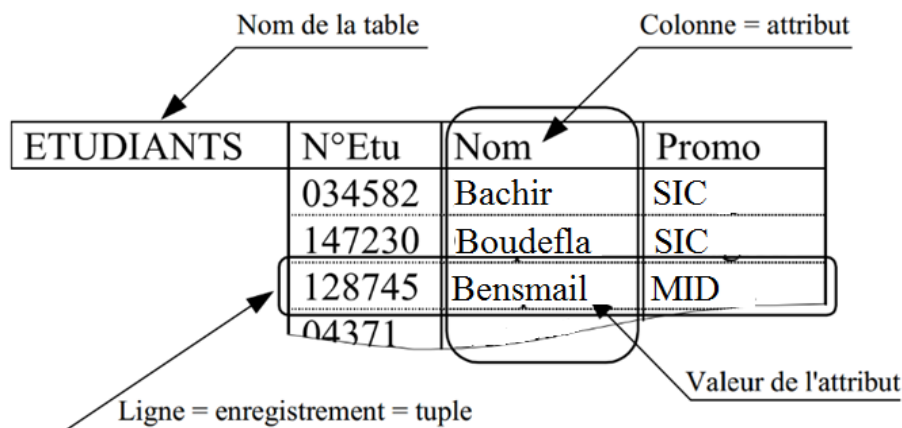 Nom de la table
Colonne = attribut
ETUDIANTS N°Etu Nom Promo
034582 Bachir SIC
147230 Boudefla SIC
128745 Bensmail MID
04371
Valeur de l'attribut
Ligne = enregistrement = tuple